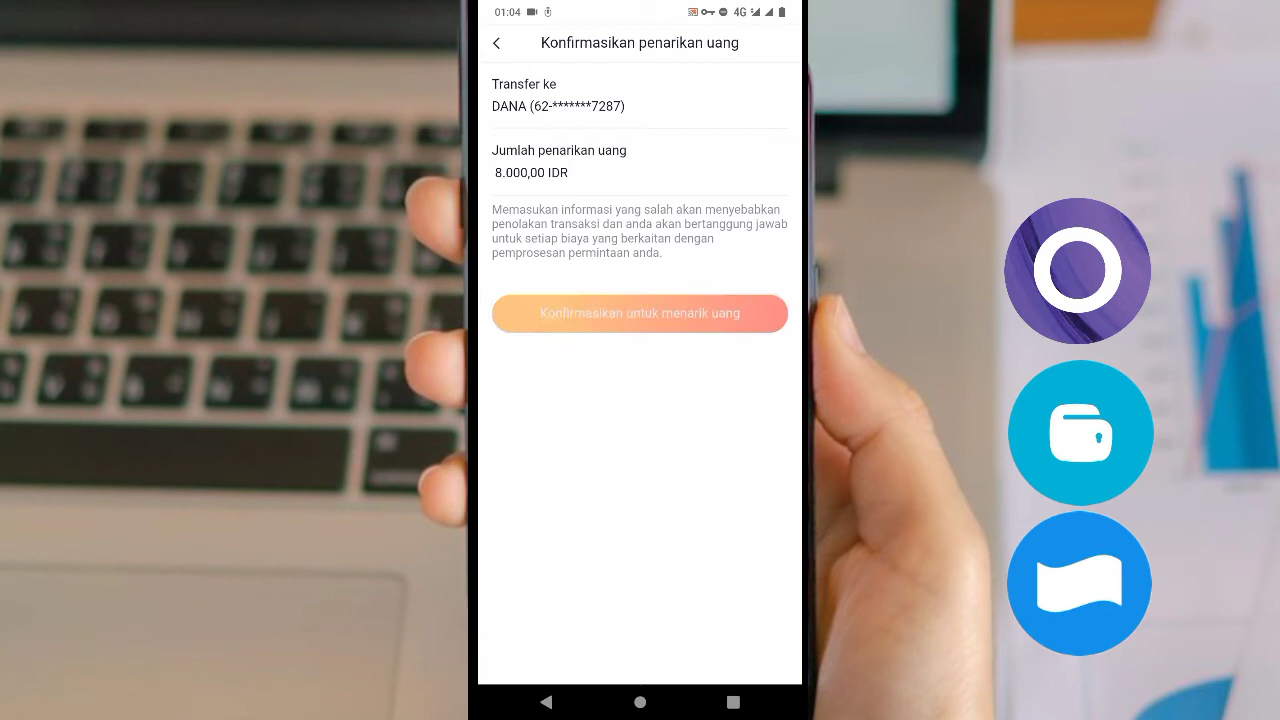 01:04
4G
Konfirmasikan penarikan uang
Transfer ke
DANA (62-*******7287)
Jumlah penarikan uang
8.000,00 IDR
Memasukan informasi yang salah akan menyebabkan
penolakan transaksi dan anda akan bertanggung jawab
untuk setiap biaya yang berkaitan dengan
pemprosesan permintaan anda.
Konfirmasikan untuk menarik uang